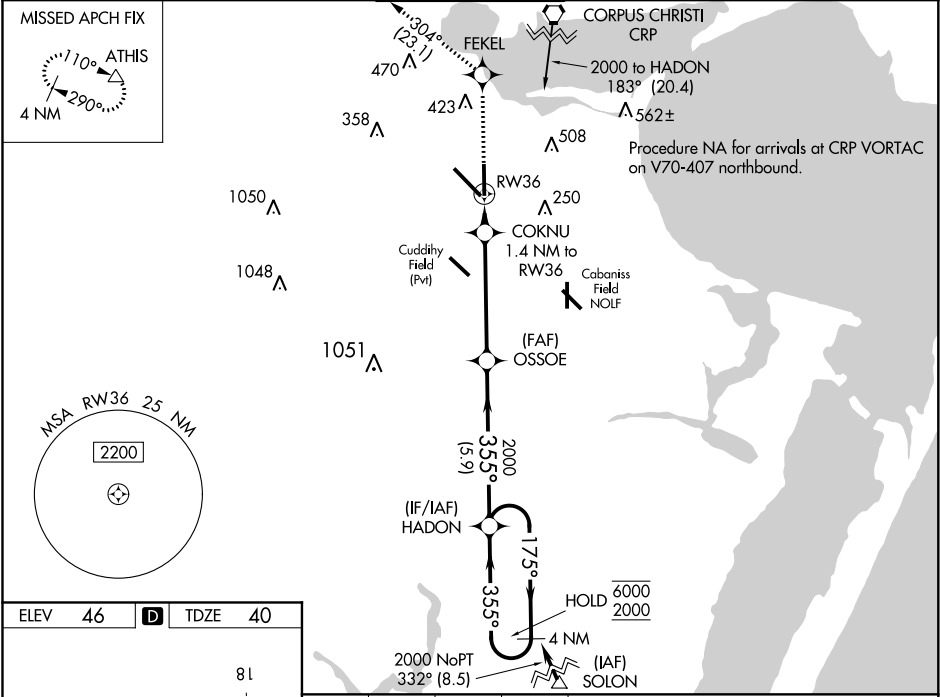 MISSED APCH FIX
110°
ATHIS
290°
4 NM
304°
(23.1)
FEKEL
CORPUS CHRISTI
CRP
2000 to HADON
183° (20.4)
470
423
358
562±
508
Procedure NA for arrivals at CRP VORTAC
on V70-407 northbound.
RW36
1050
250
COKNU
1.4 NM to
RW36
Cuddihy
Field
(Pvt)
Cabaniss
Field
NOLF
1048
(FAF)
OSSOE
1051
MSA RW36 25 NM
2200
2000
355°
(5.9)
(IF/IAF)
HADON
175°
355°
HOLD
6000
2000
4 NM
2000 NoPT
332° (8.5)
(IAF)
SOLON
ELEV 46 D TDZE 40
18